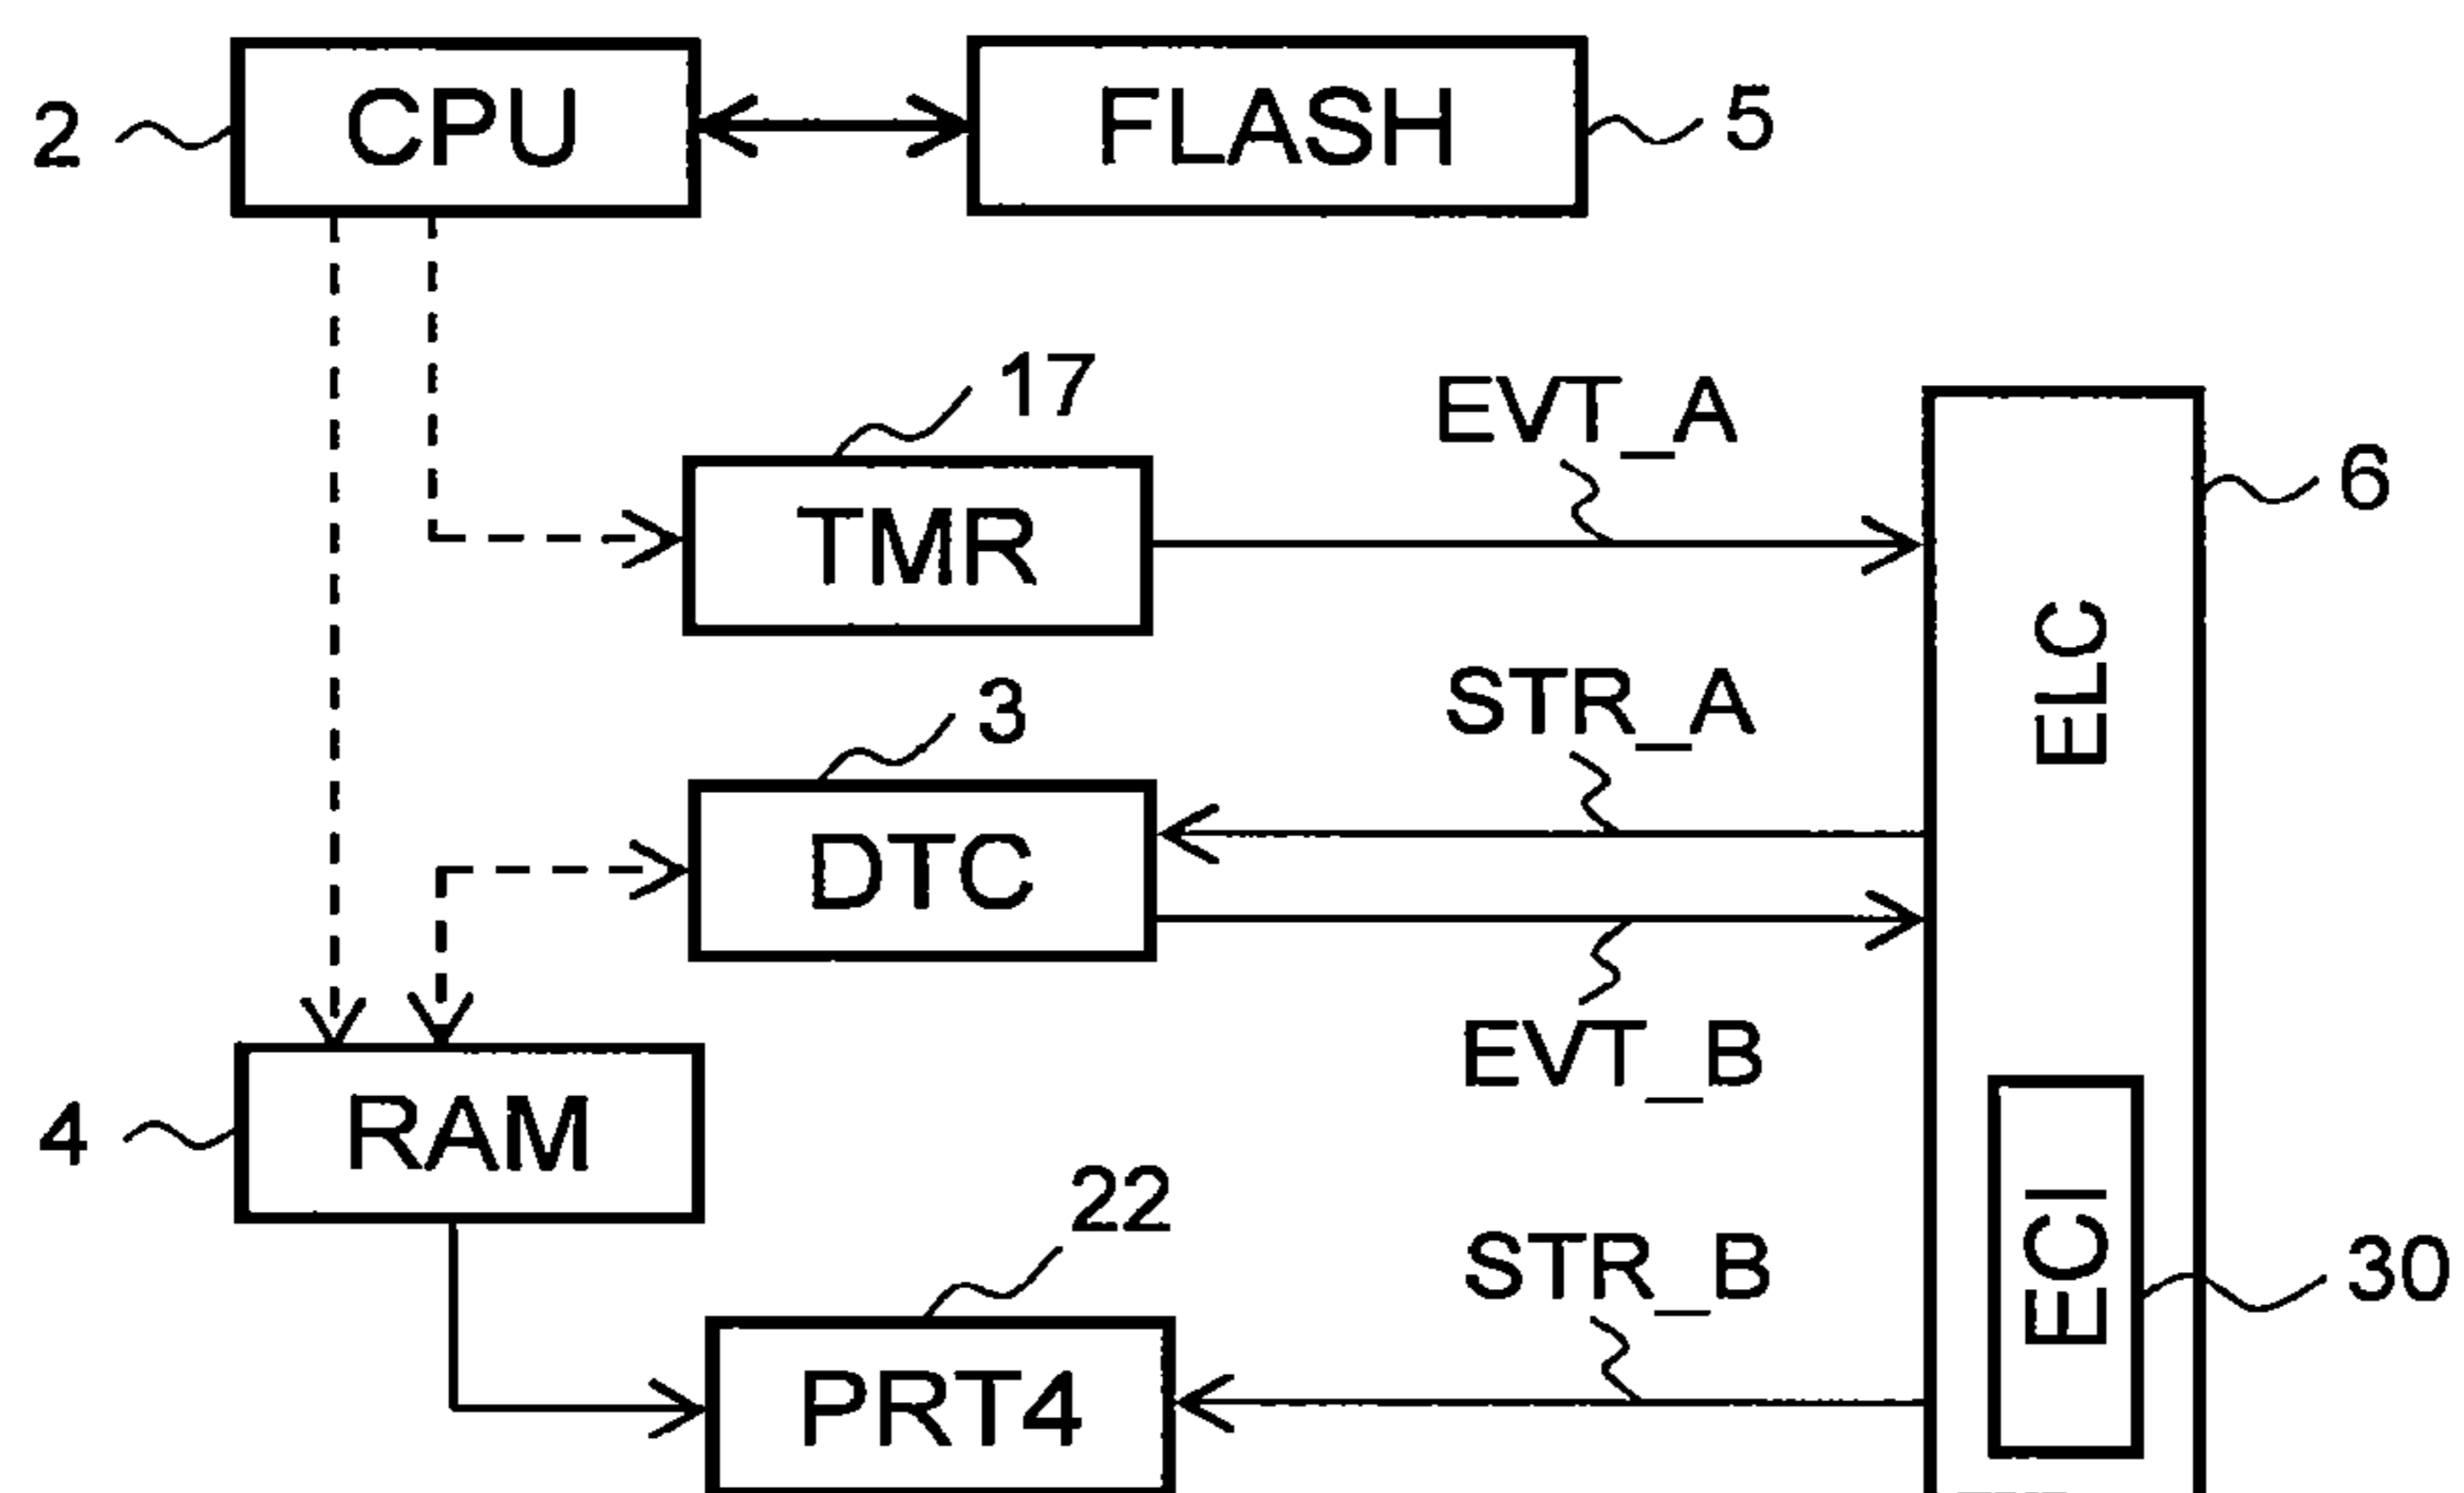 2
CPU
FLASH
5
17
TMR
EVT_A
6
ELC
STR_A
3
DTC
EVT_B
4
RAM
22
PRT4
STR_B
ECI
30